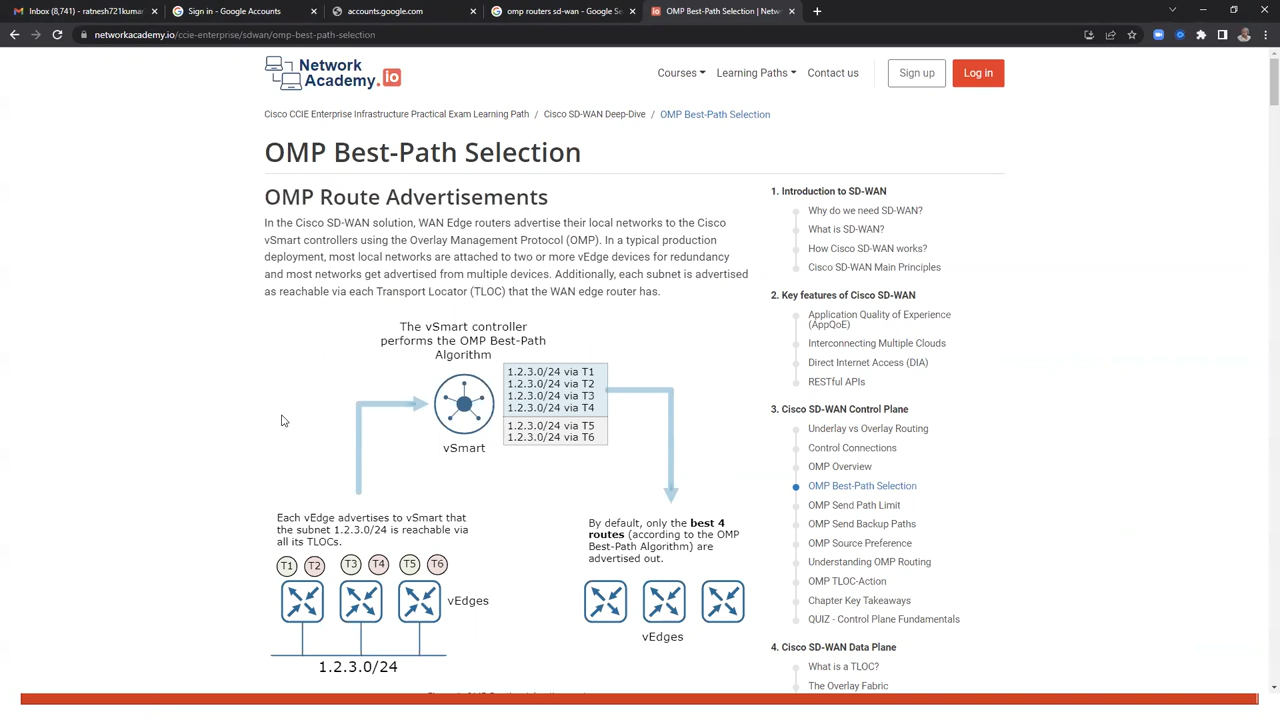 Inbox (8,741) - ratnesh721kumar
Sign in - Google Accounts
accounts.google.com
omp routers sd-wan - Google Se
OMP Best-Path Selection | Netw
networkacademy.io/ccie-enterprise/sdwan/omp-best-path-selection
Network
Academy.io
Courses
Learning Paths
Contact us
Sign up
Log in
Cisco CCIE Enterprise Infrastructure Practical Exam Learning Path / Cisco SD-WAN Deep-Dive / OMP Best-Path Selection
OMP Best-Path Selection
OMP Route Advertisements
In the Cisco SD-WAN solution, WAN Edge routers advertise their local networks to the Cisco
vSmart controllers using the Overlay Management Protocol (OMP). In a typical production
deployment, most local networks are attached to two or more vEdge devices for redundancy
and most networks get advertised from multiple devices. Additionally, each subnet is advertised
as reachable via each Transport Locator (TLOC) that the WAN edge router has.
The vSmart controller
performs the OMP Best-Path
Algorithm
1.2.3.0/24 via T1
1.2.3.0/24 via T2
1.2.3.0/24 via T3
1.2.3.0/24 via T4
1.2.3.0/24 via T5
1.2.3.0/24 via T6
vSmart
Each vEdge advertises to vSmart that
the subnet 1.2.3.0/24 is reachable via
all its TLOCs.
T1 T2 T3 T4 T5 T6
vEdges
1.2.3.0/24
By default, only the best 4
routes (according to the OMP
Best-Path Algorithm) are
advertised out.
vEdges
1. Introduction to SD-WAN
Why do we need SD-WAN?
What is SD-WAN?
How Cisco SD-WAN works?
Cisco SD-WAN Main Principles
2. Key features of Cisco SD-WAN
Application Quality of Experience
(AppQoE)
Interconnecting Multiple Clouds
Direct Internet Access (DIA)
RESTful APIs
3. Cisco SD-WAN Control Plane
Underlay vs Overlay Routing
Control Connections
OMP Overview
OMP Best-Path Selection
OMP Send Path Limit
OMP Send Backup Paths
OMP Source Preference
Understanding OMP Routing
OMP TLOC-Action
Chapter Key Takeaways
QUIZ - Control Plane Fundamentals
4. Cisco SD-WAN Data Plane
What is a TLOC?
The Overlay Fabric